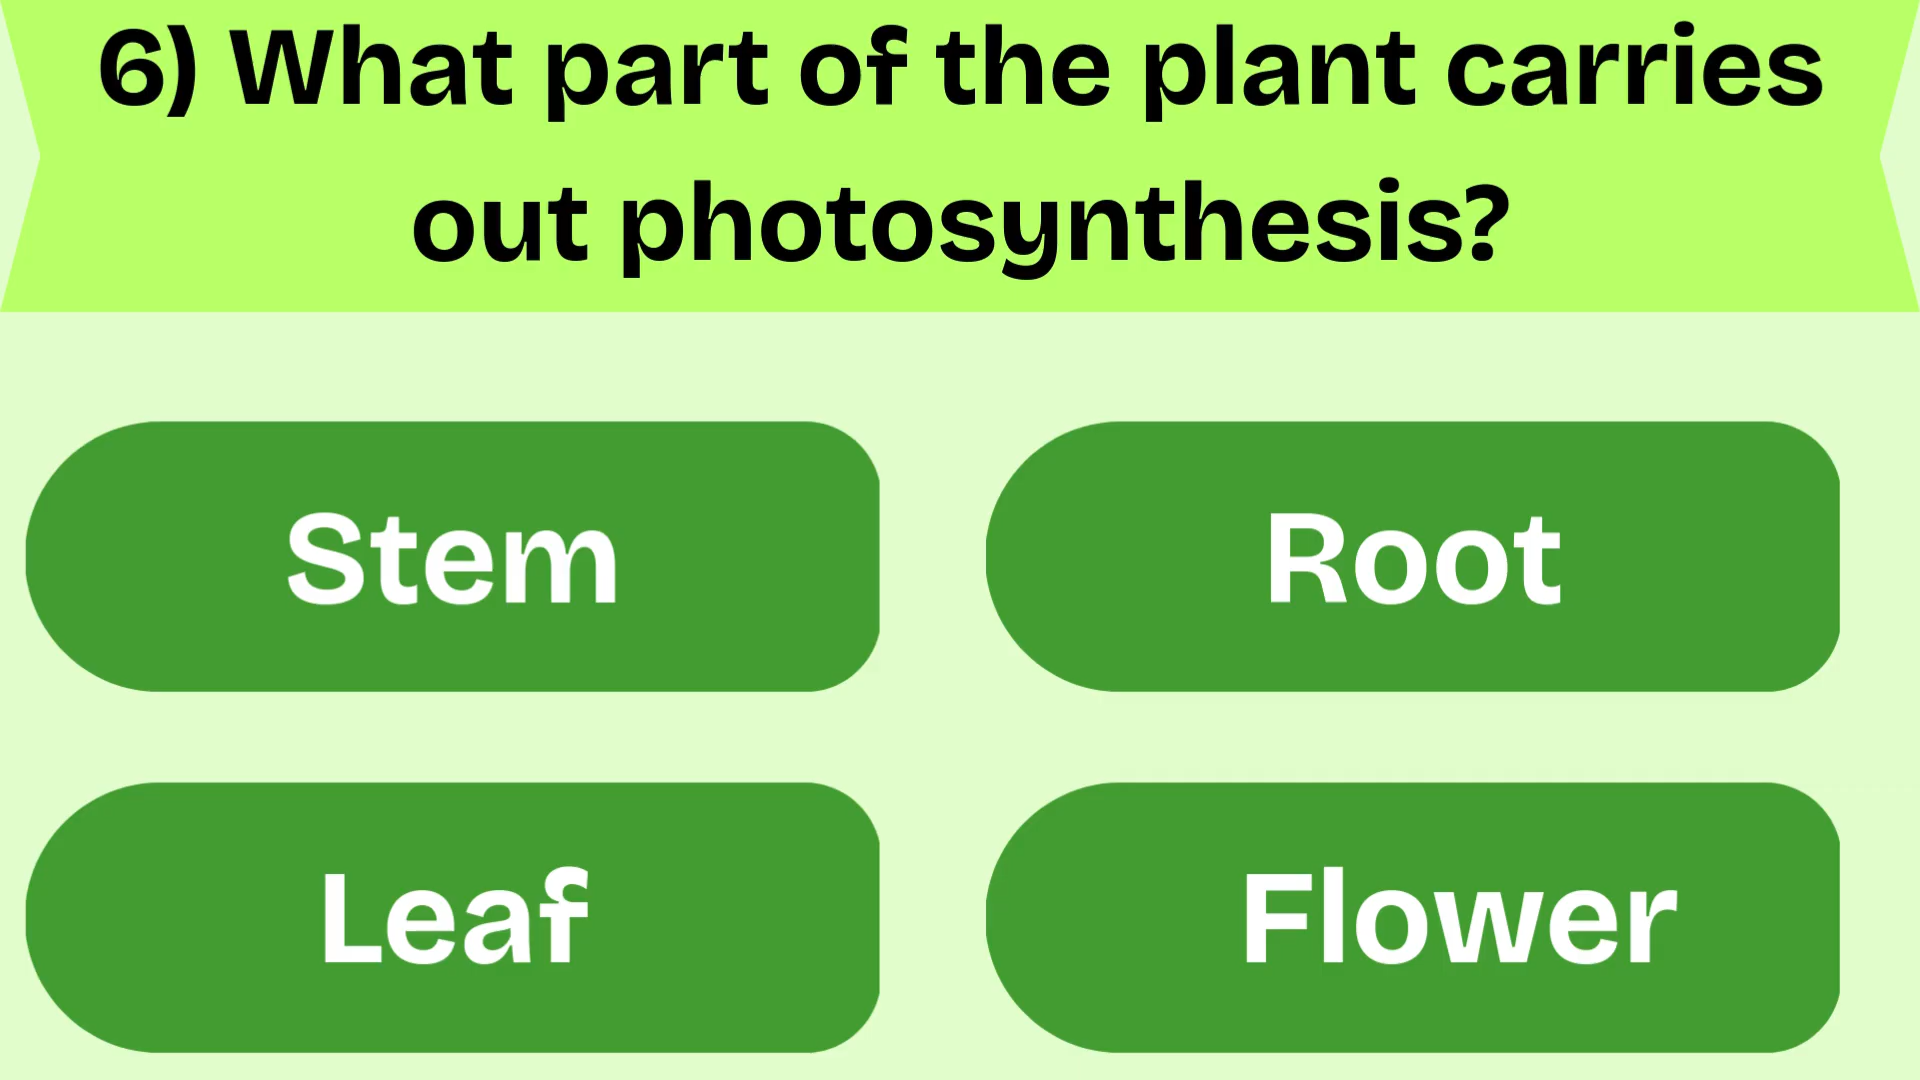 6) What part of the plant carries
out photosynthesis?
Stem
Root
Leaf
Flower